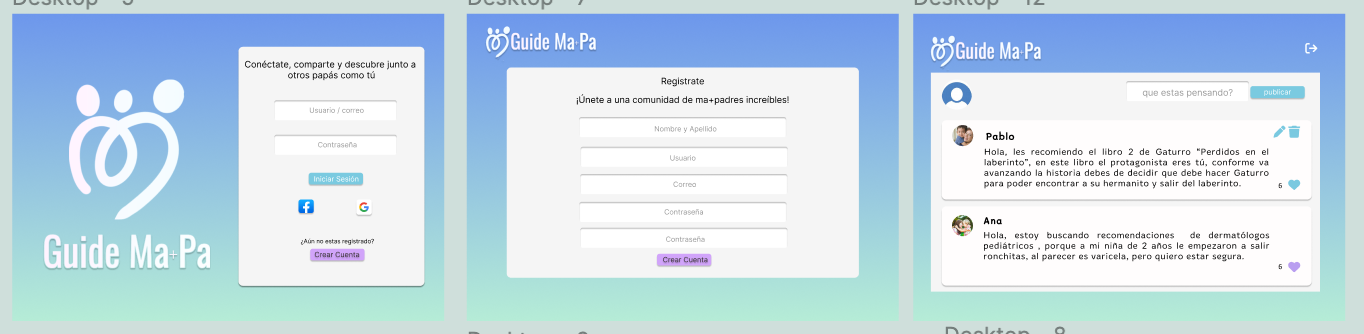 Desktop - 5
Guide Ma+Pa
Conéctate, comparte y descubre junto a
otros papás como tú
Usuario / correo
Contraseña
Iniciar Sesión
¿Aún no estas registrado?
Crear Cuenta
Desktop - 7
Guide Ma+Pa
Registrate
¡Únete a una comunidad de ma+padres increíbles!
Nombre y Apellido
Usuario
Correo
Contraseña
Contraseña
Crear Cuenta
Desktop - 12
Guide Ma+Pa
que estas pensando?
publicar
Pablo
Hola, les recomiendo el libro 2 de Gaturro "Perdidos en el
laberinto", en este libro el protagonista eres tú, conforme va
avanzando la historia debes de decidir que debe hacer Gaturro
para poder encontrar a su hermanito y salir del laberinto.
6
Ana
Hola, estoy buscando recomendaciones de dermatólogos
pediátricos , porque a mi niña de 2 años le empezaron a salir
ronchitas, al parecer es varicela, pero quiero estar segura.
6
Desktop - 8